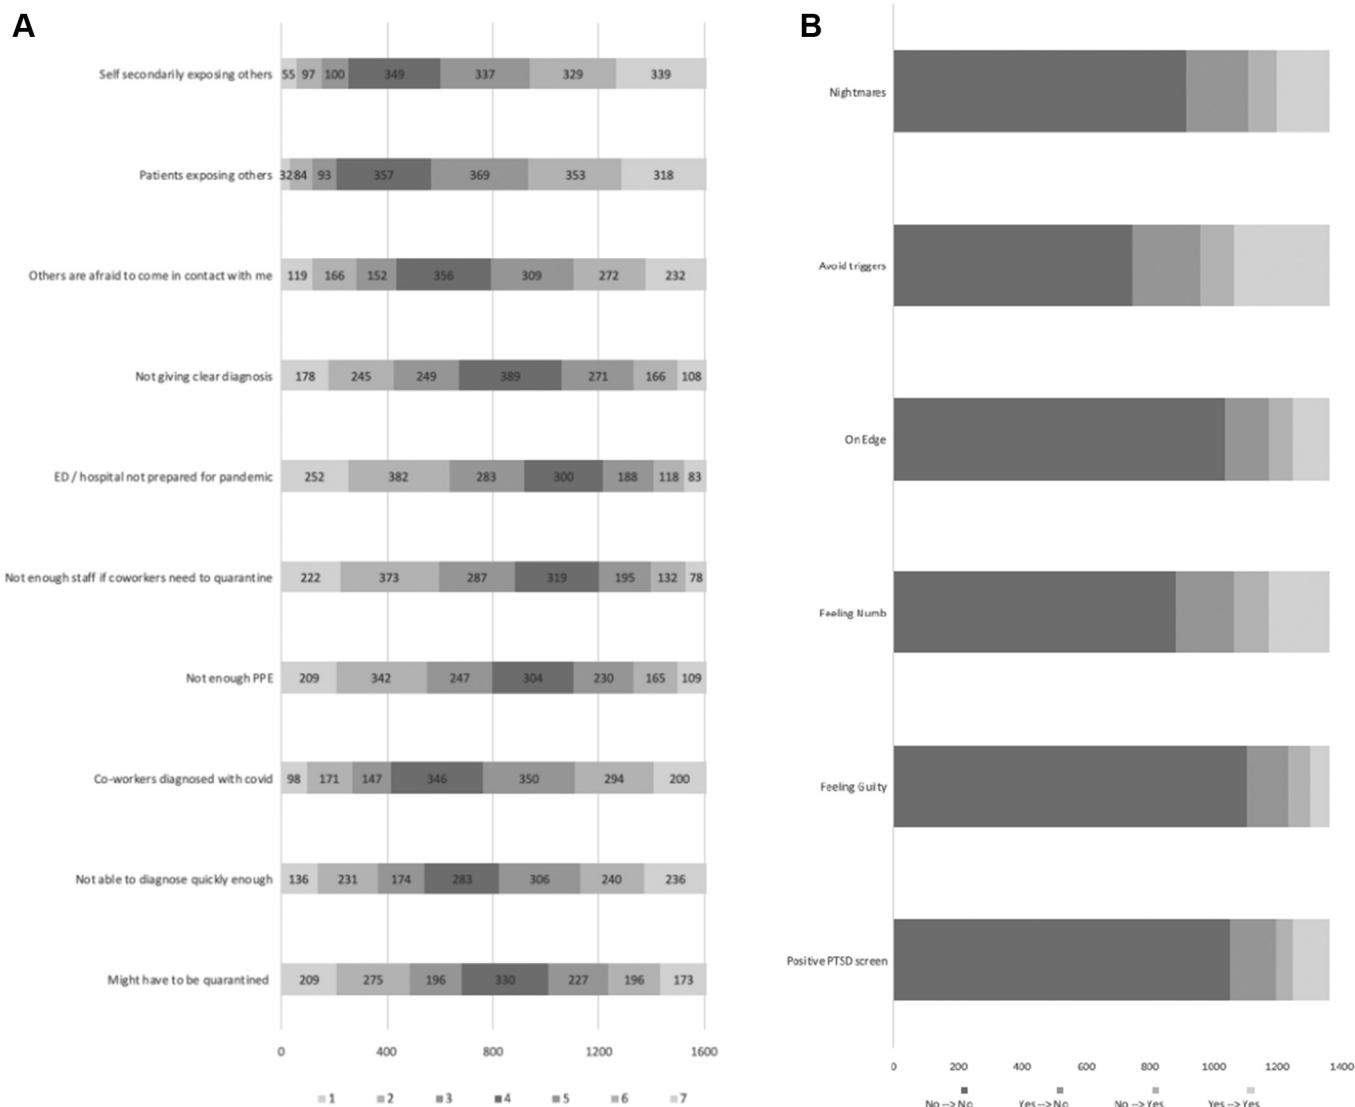 A
Self secondarily exposing others 55 97 100 349 337 329 339
Patients exposing others 32 84 93 357 369 353 318
Others are afraid to come in contact with me 119 166 152 356 309 272 232
Not giving clear diagnosis 178 245 249 389 271 166 108
ED / hospital not prepared for pandemic 252 382 283 300 188 118 83
Not enough staff if coworkers need to quarantine 222 373 287 319 195 132 78
Not enough PPE 209 342 247 304 230 165 109
Co-workers diagnosed with covid 98 171 147 346 350 294 200
Not able to diagnose quickly enough 136 231 174 283 306 240 236
Might have to be quarantined 209 275 196 330 227 196 173
0 400 800 1200 1600
1 2 3 4 5 6 7
B
Nightmares
Avoid triggers
On Edge
Feeling Numb
Feeling Guilty
Positive PTSD screen
0 200 400 600 800 1000 1200 1400
No --> No Yes --> No No --> Yes Yes --> Yes